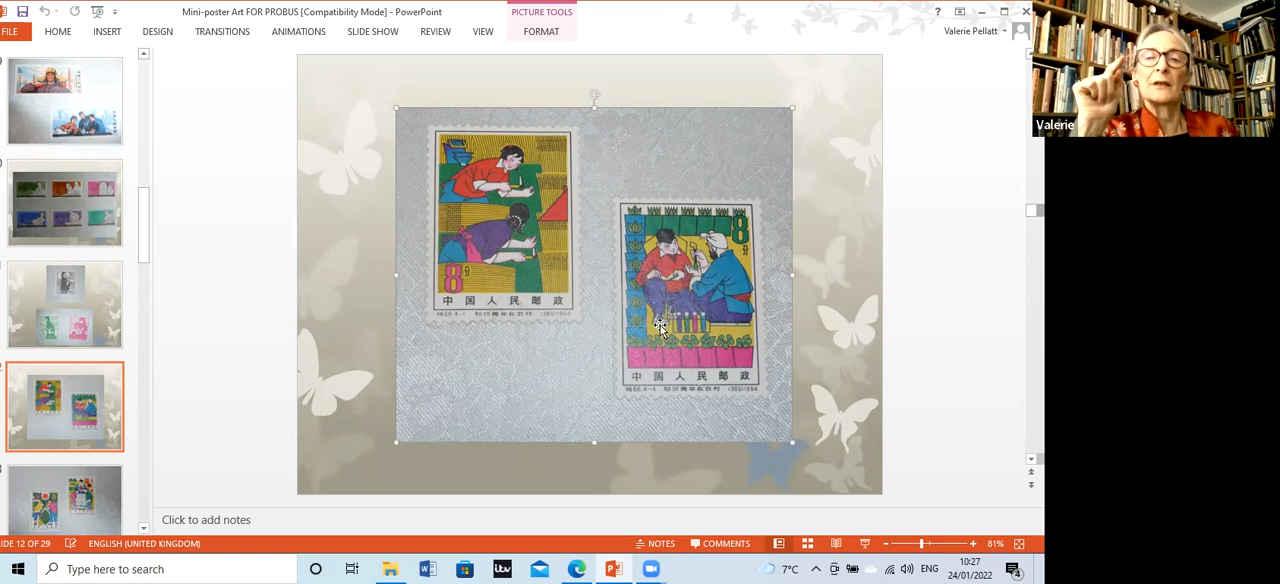 Mini-poster Art FOR PROBUS [Compatibility Mode] - PowerPoint
PICTURE TOOLS
?
FILE
HOME
INSERT
DESIGN
TRANSITIONS
ANIMATIONS
SLIDE SHOW
REVIEW
VIEW
FORMAT
Valerie Pellatt
Valerie
8分
中国人民邮政
8分
中国人民邮政
Click to add notes
IDE 12 OF 29
ENGLISH (UNITED KINGDOM)
NOTES
COMMENTS
81%
Type here to search
itv
7°C
ENG
10:27
24/01/2022
4